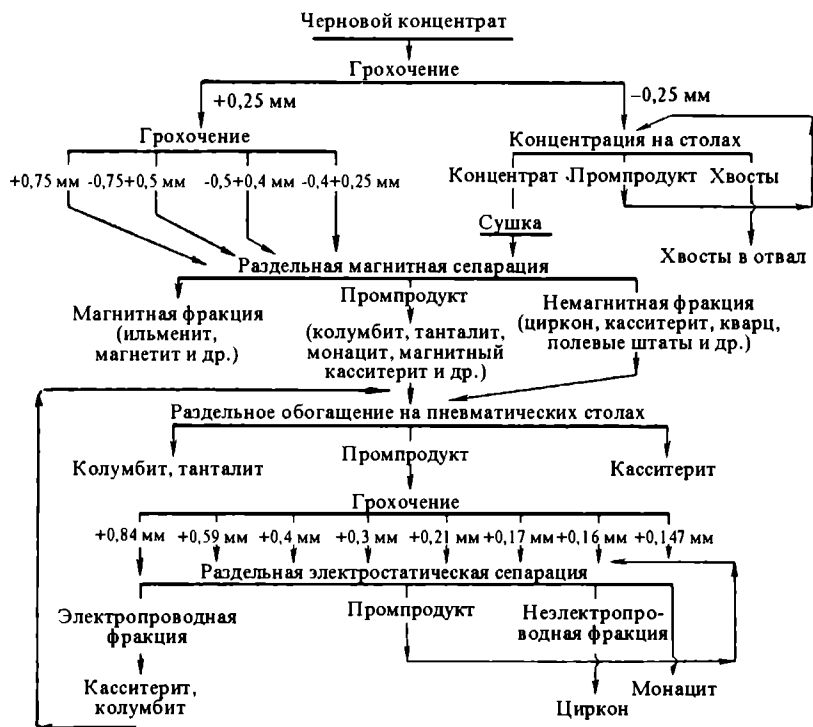 Черновой концентрат
Грохочение
+0,25 мм
–0,25 мм
Грохочение
Концентрация на столах
+0,75 мм -0,75+0,5 мм -0,5+0,4 мм -0,4+0,25 мм
Концентрат Промпродукт Хвосты
Сушка
Хвосты в отвал
Раздельная магнитная сепарация
Магнитная фракция
(ильменит,
магнетит и др.)
Промпродукт
(колумбит, танталит,
монацит, магнитный
касситерит и др.)
Немагнитная фракция
(циркон, касситерит, кварц,
полевые штаты и др.)
Раздельное обогащение на пневматических столах
Колумбит, танталит
Промпродукт
Касситерит
Грохочение
+0,84 мм +0,59 мм +0,4 мм +0,3 мм +0,21 мм +0,17 мм +0,16 мм +0,147 мм
Раздельная электростатическая сепарация
Электропроводная
фракция
Промпродукт
Неэлектропро-
водная фракция
Касситерит,
колумбит
Циркон
Монацит